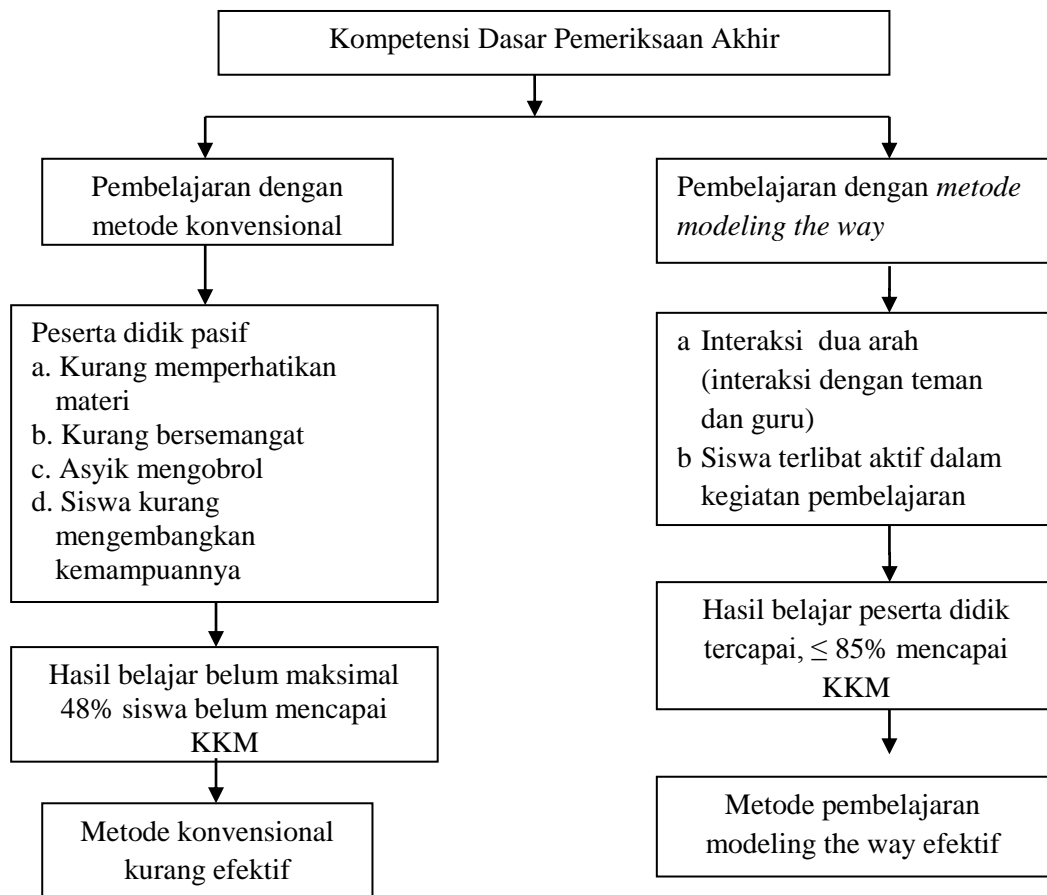 Kompetensi Dasar Pemeriksaan Akhir
Pembelajaran dengan
metode konvensional
Peserta didik pasif
a. Kurang memperhatikan
materi
b. Kurang bersemangat
c. Asyik mengobrol
d. Siswa kurang
mengembangkan
kemampuannya
Hasil belajar belum maksimal
48% siswa belum mencapai
KKM
Metode konvensional
kurang efektif
Pembelajaran dengan metode
modeling the way
a Interaksi dua arah
(interaksi dengan teman
dan guru)
b Siswa terlibat aktif dalam
kegiatan pembelajaran
Hasil belajar peserta didik
tercapai, ≤ 85% mencapai
KKM
Metode pembelajaran
modeling the way efektif